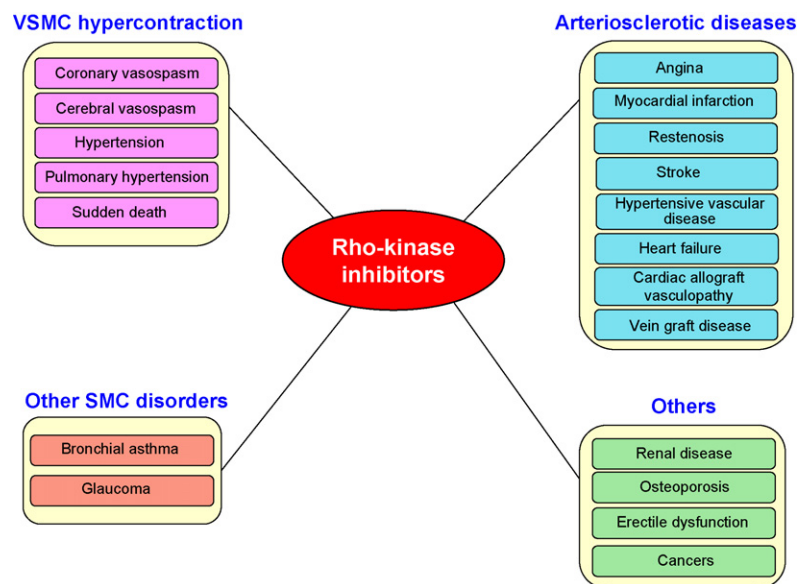 VSMC hypercontraction
Coronary vasospasm
Cerebral vasospasm
Hypertension
Pulmonary hypertension
Sudden death
Arteriosclerotic diseases
Angina
Myocardial infarction
Restenosis
Stroke
Hypertensive vascular
disease
Heart failure
Cardiac allograft
vasculopathy
Vein graft disease
Rho-kinase
inhibitors
Other SMC disorders
Bronchial asthma
Glaucoma
Others
Renal disease
Osteoporosis
Erectile dysfunction
Cancers